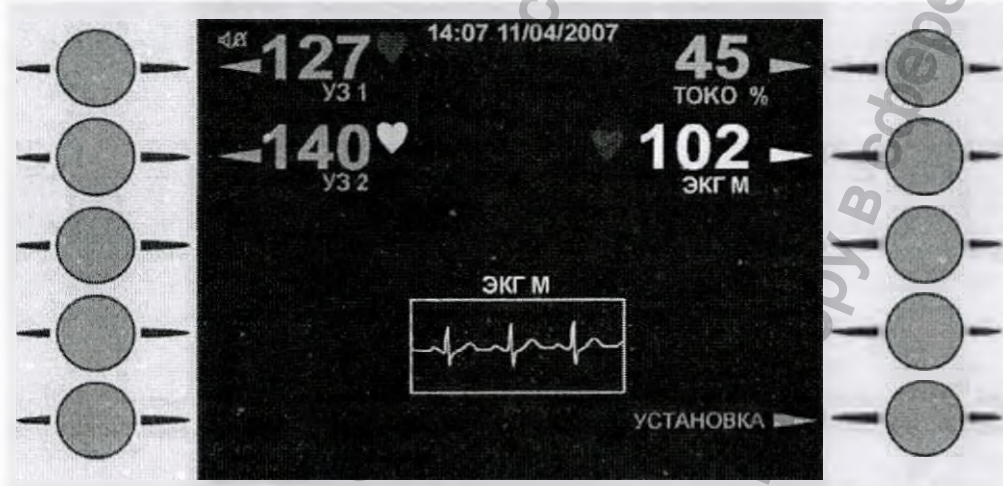 14:07 11/04/2007
127
УЗ 1
45
ТОКО %
140
УЗ 2
102
ЭКГ М
ЭКГ М
УСТАНОВКА